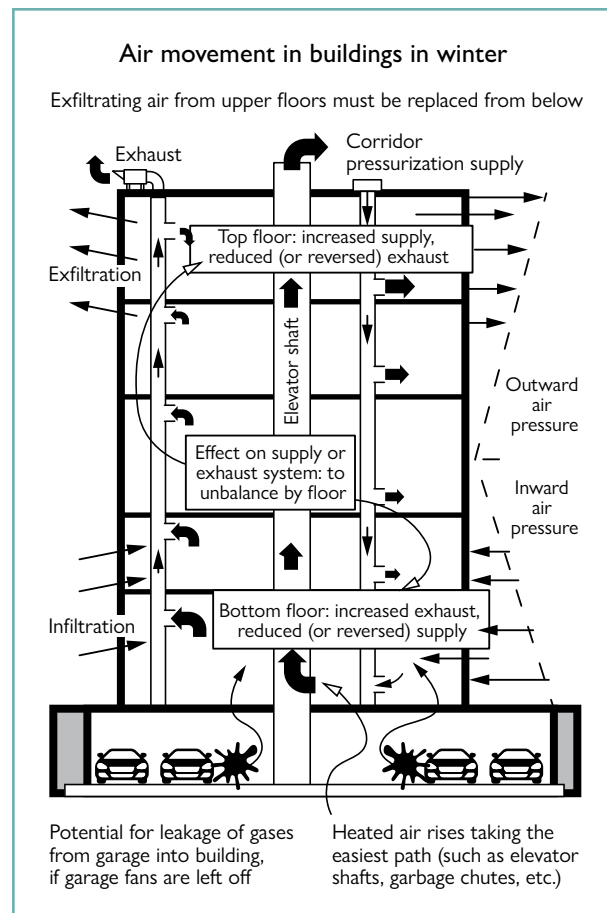 Air movement in buildings in winter
Exfiltrating air from upper floors must be replaced from below
Exhaust
Corridor
pressurization supply
Top floor: increased supply,
reduced (or reversed) exhaust
Exfiltration
Elevator shaft
Outward
air
pressure
Effect on supply or
exhaust system: to
unbalance by floor
Inward
air
pressure
Infiltration
Bottom floor: increased exhaust,
reduced (or reversed) supply
Potential for leakage of gases
from garage into building,
if garage fans are left off
Heated air rises taking the
easiest path (such as elevator
shafts, garbage chutes, etc.)